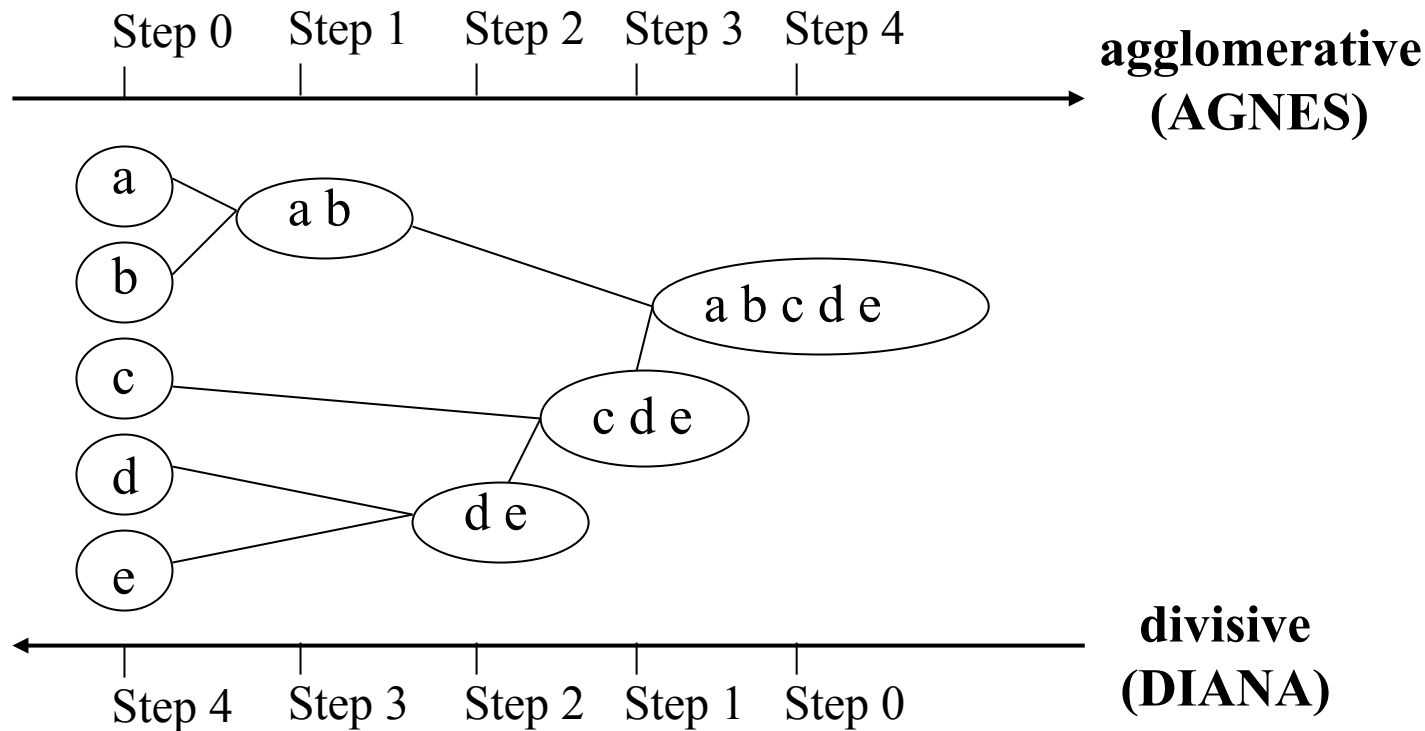 Step 0 Step 1 Step 2 Step 3 Step 4
agglomerative
(AGNES)
a
a b
b
a b c d e
c
c d e
d
d e
e
divisive
(DIANA)
Step 4 Step 3 Step 2 Step 1 Step 0